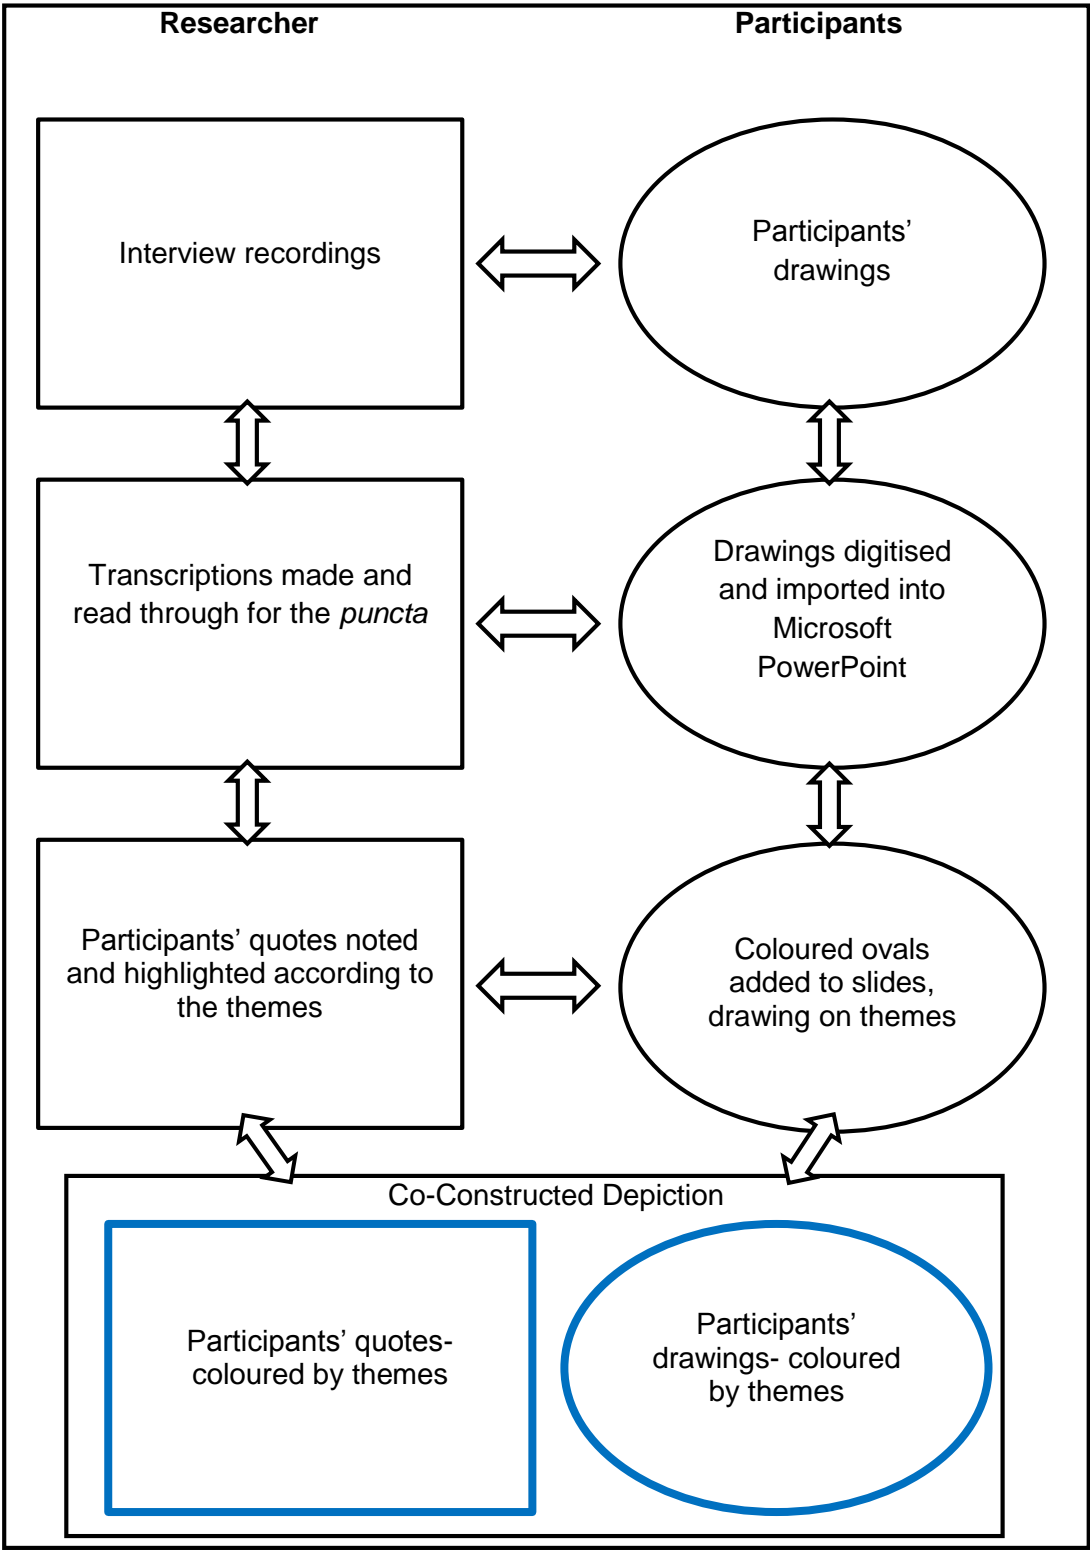 Researcher
Participants
Interview recordings
Participants’
drawings
Transcriptions made and
read through for the puncta
Drawings digitised
and imported into
Microsoft
PowerPoint
Participants’ quotes noted
and highlighted according to
the themes
Coloured ovals
added to slides,
drawing on themes
Co-Constructed Depiction
Participants’ quotes-
coloured by themes
Participants’
drawings- coloured
by themes